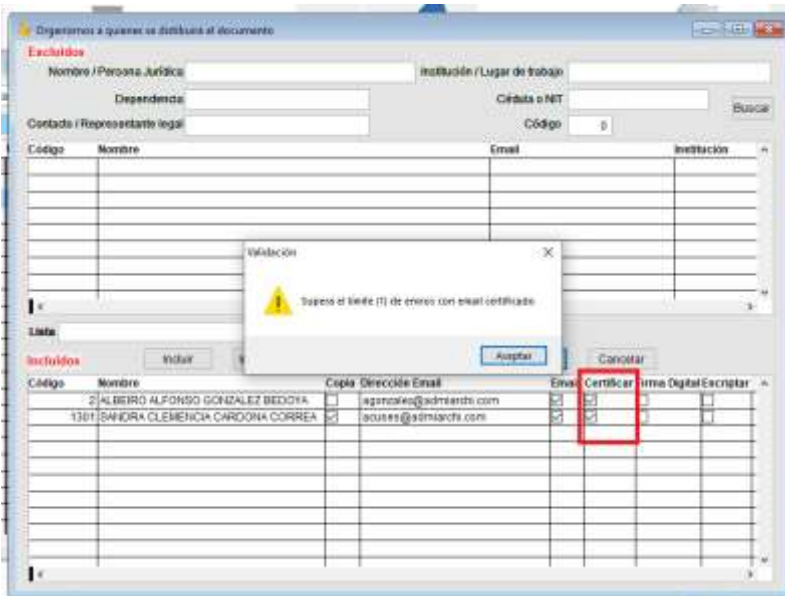 Organismos a quienes se distribuirá el documento
Excluidos
Nombre / Persona Jurídica
Institución / Lugar de trabajo
Dependencia
Cédula o NIT
Buscar
Contacto / Representante legal
Código 0
Código Nombre Email Institución
Validación
Supera el límite (1) de envios con email certificado
Aceptar
Lista
Incluidos Incluir Cancelar
Código Nombre Copia Dirección Email Email Certificar Firma Digital Encriptar
2 ALBEIRO ALFONSO GONZALEZ BEDOYA agonzales@admiarchi.com
1301 SANDRA CLEMENCIA CARDONA CORREA acuses@admiarchi.com